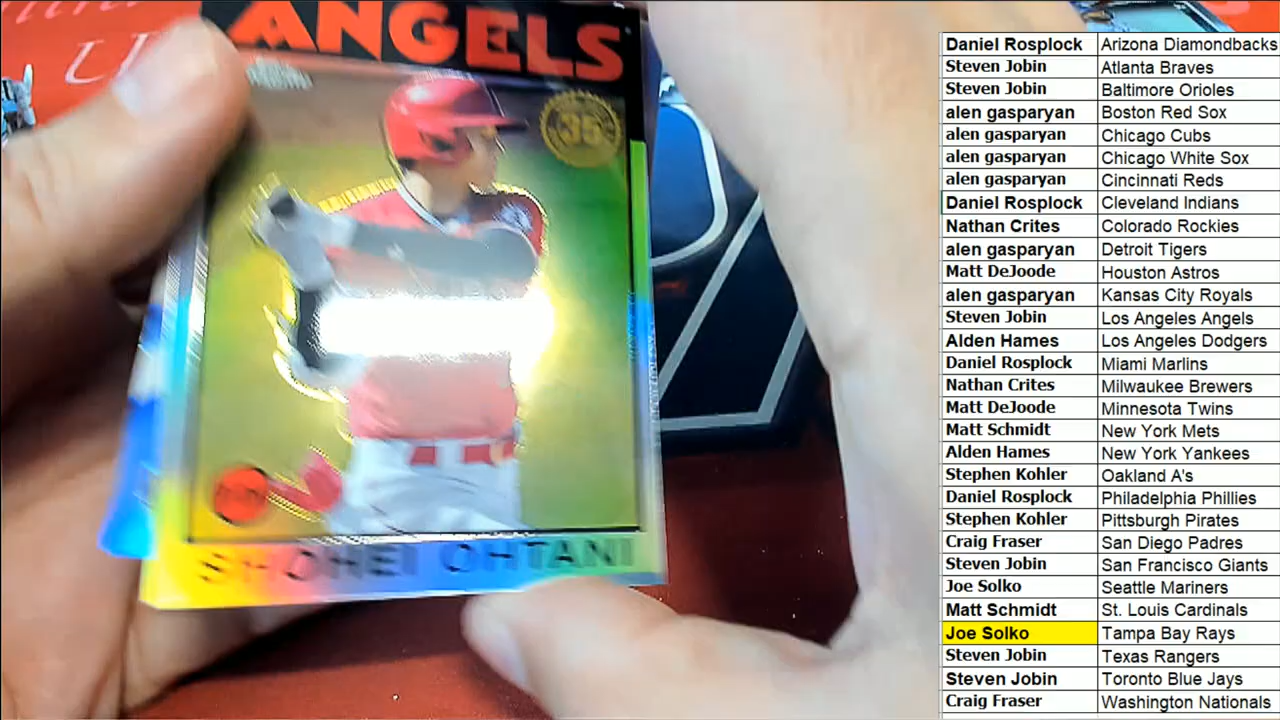 ANGELS
35
SHOHEI OHTANI
Daniel Rosplock Arizona Diamondbacks
Steven Jobin Atlanta Braves
Steven Jobin Baltimore Orioles
alen gasparyan Boston Red Sox
alen gasparyan Chicago Cubs
alen gasparyan Chicago White Sox
alen gasparyan Cincinnati Reds
Daniel Rosplock Cleveland Indians
Nathan Crites Colorado Rockies
alen gasparyan Detroit Tigers
Matt DeJoode Houston Astros
alen gasparyan Kansas City Royals
Steven Jobin Los Angeles Angels
Alden Hames Los Angeles Dodgers
Daniel Rosplock Miami Marlins
Nathan Crites Milwaukee Brewers
Matt DeJoode Minnesota Twins
Matt Schmidt New York Mets
Alden Hames New York Yankees
Stephen Kohler Oakland A's
Daniel Rosplock Philadelphia Phillies
Stephen Kohler Pittsburgh Pirates
Craig Fraser San Diego Padres
Steven Jobin San Francisco Giants
Joe Solko Seattle Mariners
Matt Schmidt St. Louis Cardinals
Joe Solko Tampa Bay Rays
Steven Jobin Texas Rangers
Steven Jobin Toronto Blue Jays
Craig Fraser Washington Nationals